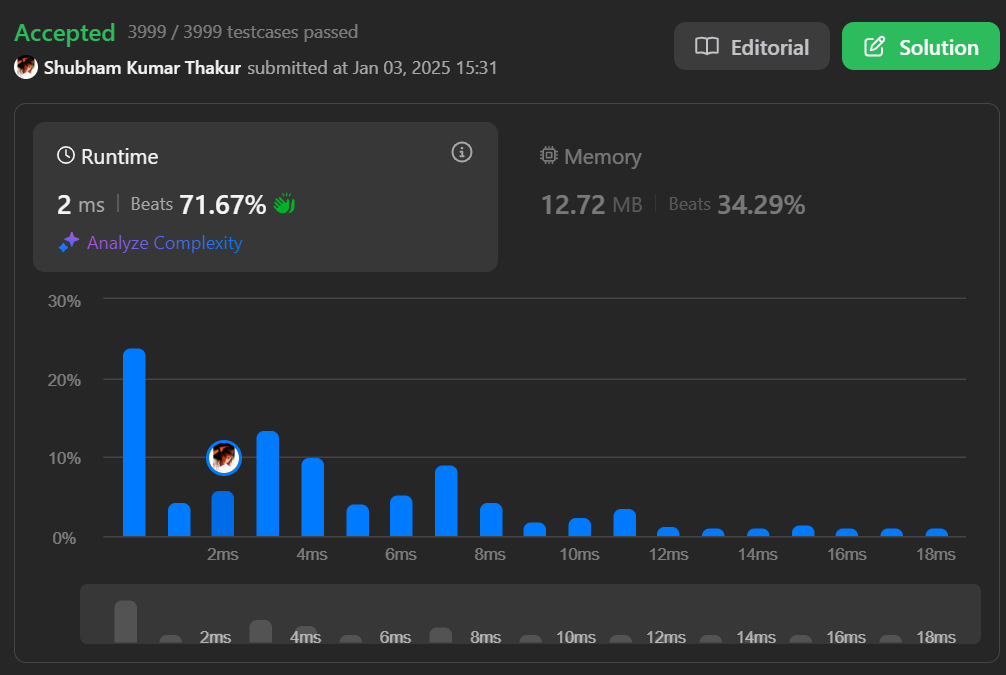 Accepted 3999 / 3999 testcases passed
Editorial
Solution
Shubham Kumar Thakur submitted at Jan 03, 2025 15:31
Runtime
Memory
2 ms | Beats 71.67%
12.72 MB | Beats 34.29%
Analyze Complexity
30%
20%
10%
0%
2ms 4ms 6ms 8ms 10ms 12ms 14ms 16ms 18ms
2ms 4ms 6ms 8ms 10ms 12ms 14ms 16ms 18ms